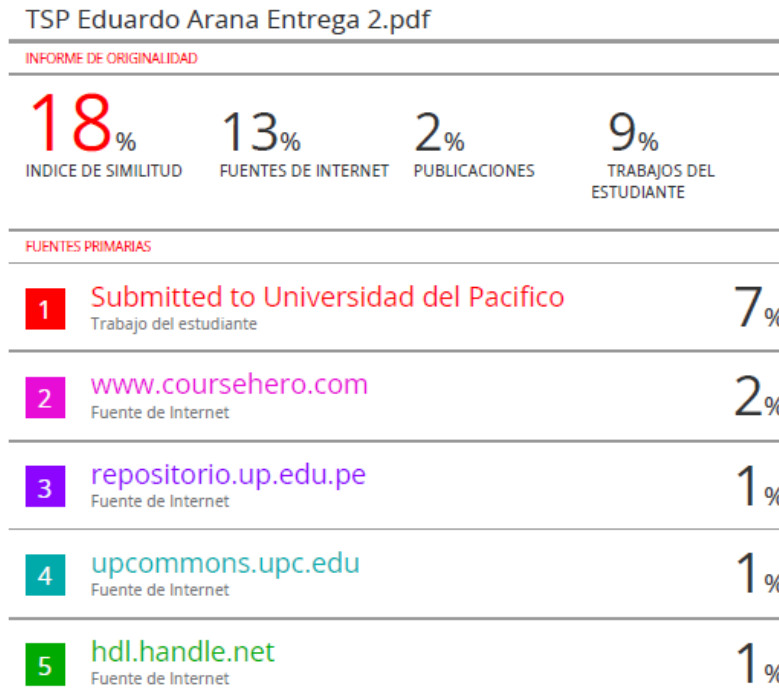 TSP Eduardo Arana Entrega 2.pdf
INFORME DE ORIGINALIDAD
18% 13% 2% 9%
INDICE DE SIMILITUD FUENTES DE INTERNET PUBLICACIONES TRABAJOS DEL
ESTUDIANTE
FUENTES PRIMARIAS
1 Submitted to Universidad del Pacifico 7%
Trabajo del estudiante
2 www.coursehero.com 2%
Fuente de Internet
3 repositorio.up.edu.pe 1%
Fuente de Internet
4 upcommons.upc.edu 1%
Fuente de Internet
5 hdl.handle.net 1%
Fuente de Internet